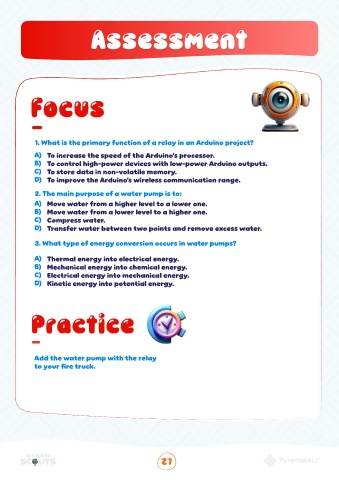 Assessment
Focus
1. What is the primary function of a relay in an Arduino project?
A) To increase the speed of the Arduino's processor.
B) To control high-power devices with low-power Arduino outputs.
C) To store data in non-volatile memory.
D) To improve the Arduino's wireless communication range.
2. The main purpose of a water pump is to:
A) Move water from a higher level to a lower one.
B) Move water from a lower level to a higher one.
C) Compress water.
D) Transfer water between two points and remove excess water.
3. What type of energy conversion occurs in water pumps?
A) Thermal energy into electrical energy.
B) Mechanical energy into chemical energy.
C) Electrical energy into mechanical energy.
D) Kinetic energy into potential energy.
Practice
Add the water pump with the relay
to your fire truck.
SCOUTS
27